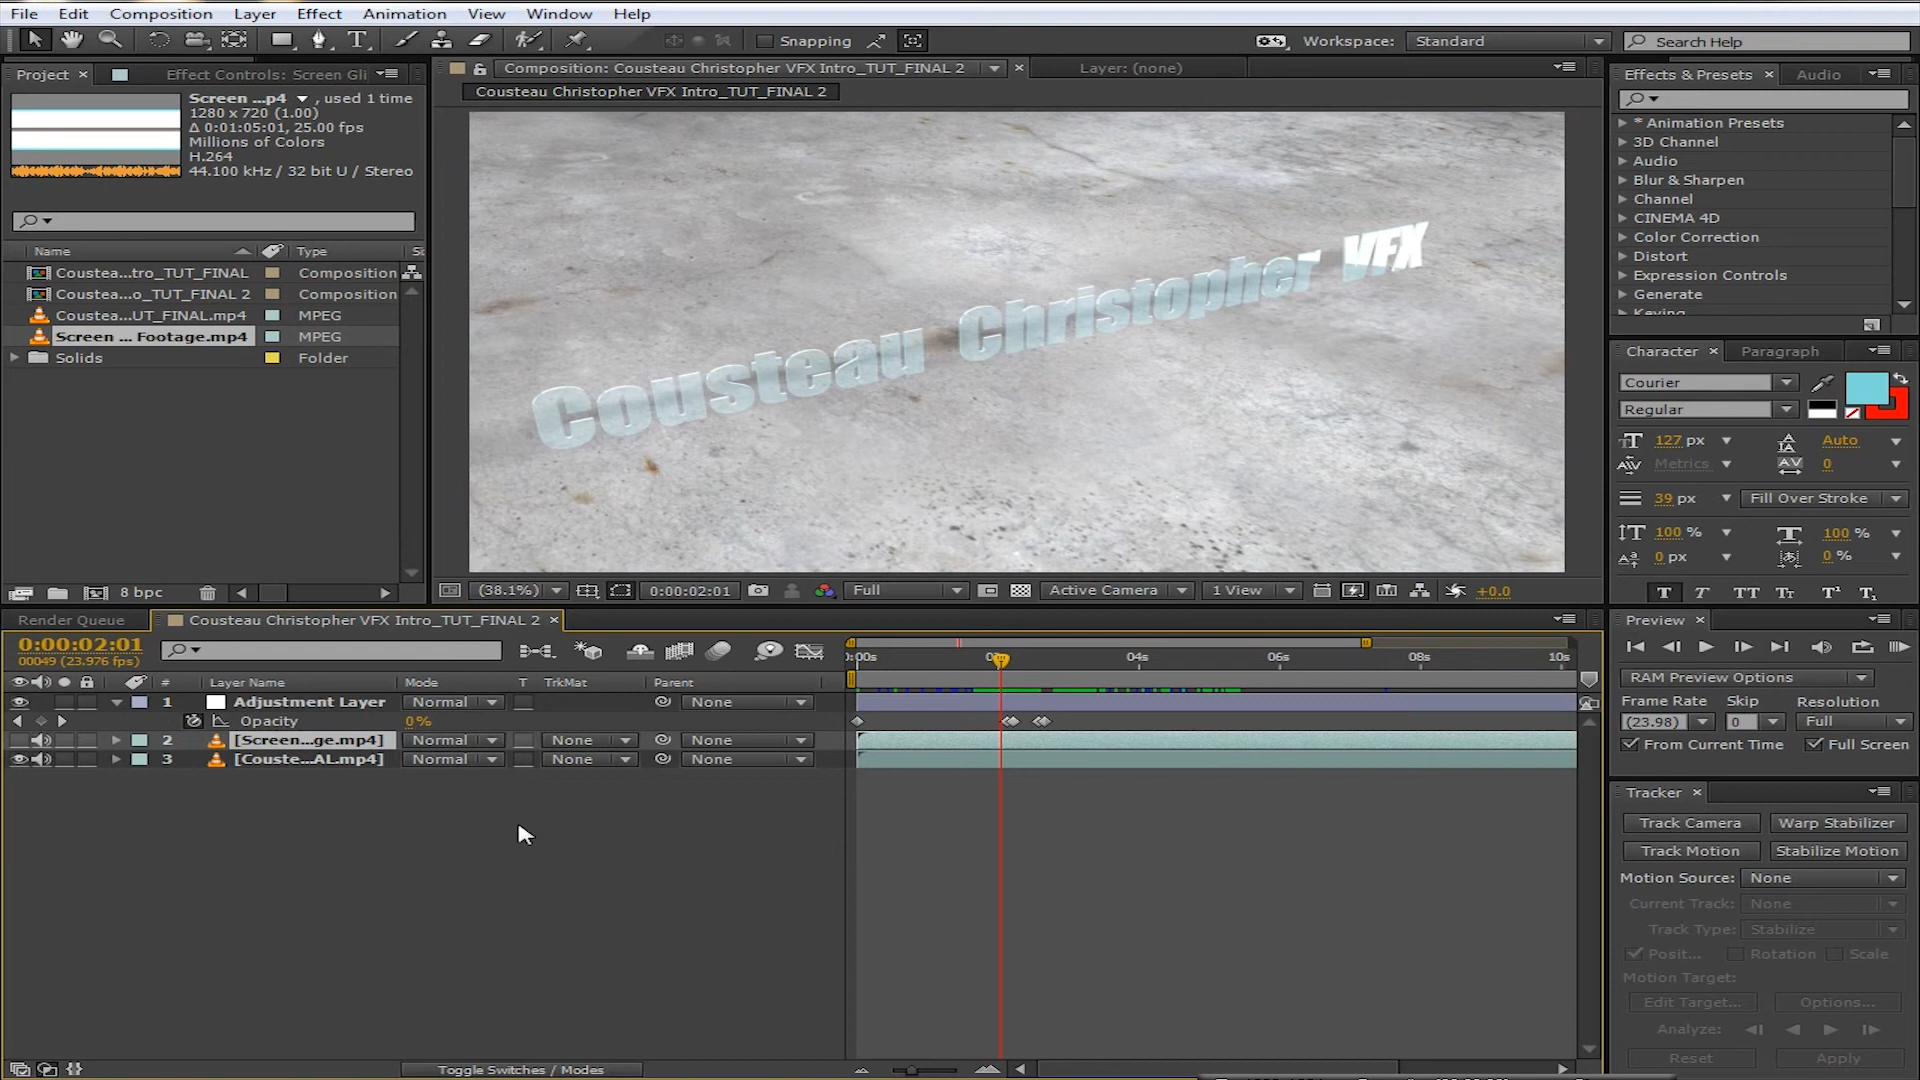 File Edit Composition Layer Effect Animation View Window Help
Snapping
Workspace: Standard
Search Help
Project
Effect Controls: Screen Gli
Screen ...p4 , used 1 time
1280 x 720 (1.00)
Δ 0:01:05:01, 25.00 fps
Millions of Colors
H.264
44.100 kHz / 32 bit U / Stereo
Name Type
Coustea...tro_TUT_FINAL Composition
Coustea...o_TUT_FINAL 2 Composition
Coustea...UT_FINAL.mp4 MPEG
Screen ... Footage.mp4 MPEG
Solids Folder
8 bpc
Composition: Cousteau Christopher VFX Intro_TUT_FINAL 2
Layer: (none)
Cousteau Christopher VFX Intro_TUT_FINAL 2
Cousteau Christopher VFX
(38.1%) 0:00:02:01 Full Active Camera 1 View +0.0
Effects & Presets Audio
* Animation Presets
3D Channel
Audio
Blur & Sharpen
Channel
CINEMA 4D
Color Correction
Distort
Expression Controls
Generate
Keying
Character Paragraph
Courier
Regular
127 px Auto
Metrics 0
39 px Fill Over Stroke
100 % 100 %
0 px 0 %
T T TT Tt T¹ T₁
Render Queue
Cousteau Christopher VFX Intro_TUT_FINAL 2
0:00:02:01
00049 (23.976 fps)
# Layer Name Mode T TrkMat Parent
1 Adjustment Layer Normal None
Opacity 0 %
2 [Screen...ge.mp4] Normal None None
3 [Couste...AL.mp4] Normal None None
Toggle Switches / Modes
04s 06s 08s 10s
Preview
RAM Preview Options
Frame Rate Skip Resolution
(23.98) 0 Full
From Current Time Full Screen
Tracker
Track Camera Warp Stabilizer
Track Motion Stabilize Motion
Motion Source: None
Current Track: None
Track Type: Stabilize
Posit... Rotation Scale
Motion Target:
Edit Target... Options...
Analyze:
Reset Apply